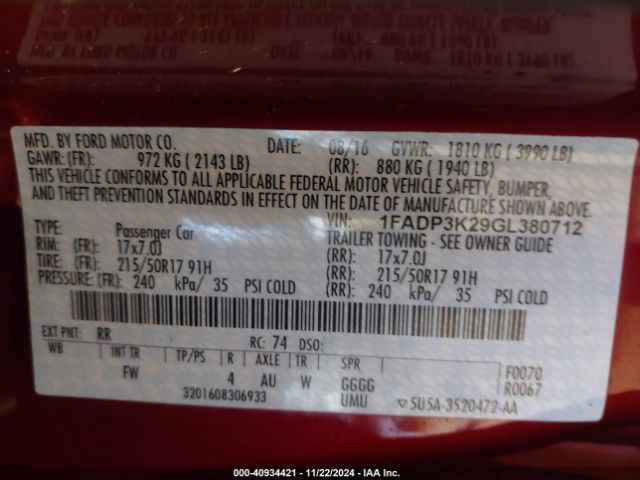 MFD. BY FORD MOTOR CO. DATE: 08/16 GVWR: 1810 KG ( 3990 LB)
GAWR: (FR): 972 KG ( 2143 LB) (RR): 880 KG ( 1940 LB)
THIS VEHICLE CONFORMS TO ALL APPLICABLE FEDERAL MOTOR VEHICLE SAFETY, BUMPER,
AND THEFT PREVENTION STANDARDS IN EFFECT ON THE DATE OF MANUFACTURE SHOWN ABOVE.
VIN: 1FADP3K29GL380712
TYPE: Passenger Car TRAILER TOWING - SEE OWNER GUIDE
RIM: (FR): 17x7.0J (RR): 17x7.0J
TIRE: (FR): 215/50R17 91H (RR): 215/50R17 91H
PRESSURE: (FR): 240 kPa/ 35 PSI COLD (RR): 240 kPa/ 35 PSI COLD
EXT PNT: RR RC: 74 DSO:
WB INT TR TP/PS R AXLE TR SPR F0070
FW 4 AU W GGGG R0067
3201608306933 UMU ▽ 5U5A-3520472-AA
000-40934421 - 11/22/2024 - IAA Inc.